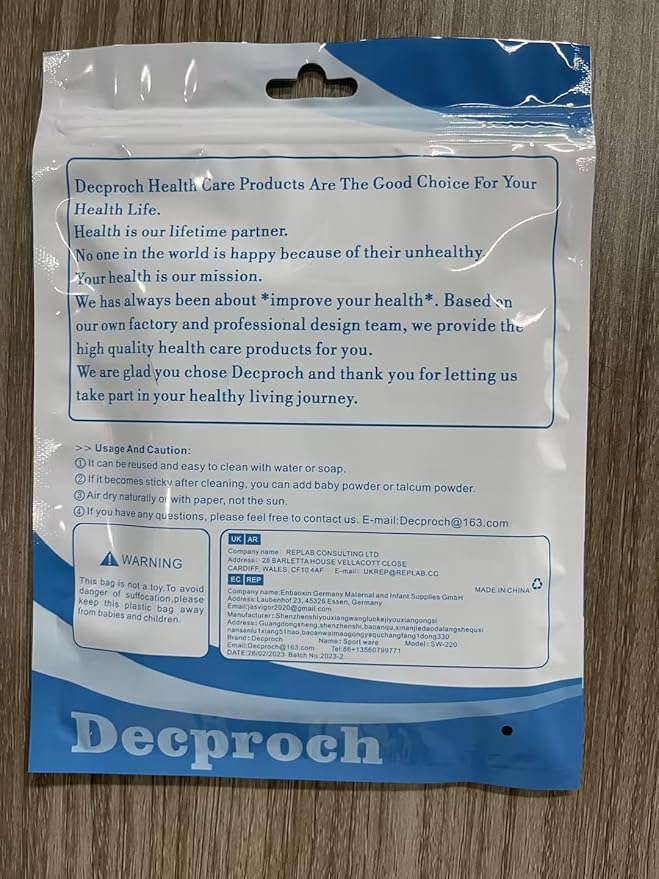 Decproch Health Care Products Are The Good Choice For Your
Health Life.
Health is our lifetime partner.
No one in the world is happy because of their unhealthy.
Your health is our mission.
We has always been about *improve your health*. Based on
our own factory and professional design team, we provide the
high quality health care products for you.
We are glad you chose Decproch and thank you for letting us
take part in your healthy living journey.
>> Usage And Caution:
① It can be reused and easy to clean with water or soap.
② If it becomes sticky after cleaning, you can add baby powder or talcum powder.
③ Air dry naturally or with paper, not the sun.
④ If you have any questions, please feel free to contact us. E-mail:Decproch@163.com
WARNING
This bag is not a toy.To avoid
danger of suffocation,please
keep this plastic bag away
from babies and children.
UK AR
Company name: REPLAB CONSULTING LTD
Address: 28 BARLETTA HOUSE VELLACOTT CLOSE
CARDIFF, WALES, CF10 4AF E-mail: UKREP@REPLAB.CC
EC REP
MADE IN CHINA
Company name:Enbaoxin Germany Maternal and Infant Supplies GmbH
Address:Laubenhof 23, 45326 Essen, Germany
Email:jasvigor2020@gmail.com
Manufacturer:Shenzhenshiyouxiangwangluokejiyouxiangongsi
Address: Guangdongsheng,shenzhenshi,baoanqu,xinanjiedaodatangshequxi
nansanlu1xiang51hao,baoanwaimaogongyequchangfang1dong330
Brand: Decproch Name: Sport ware Model: SW-220
Email:Decproch@163.com Tel:86+13560799771
DATE:26/02/2023 Batch No:2023-2
Decproch